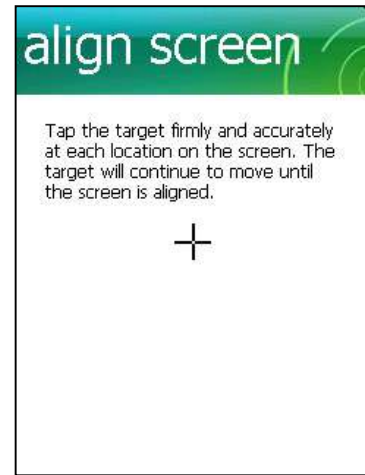 align screen
Tap the target firmly and accurately
at each location on the screen. The
target will continue to move until
the screen is aligned.